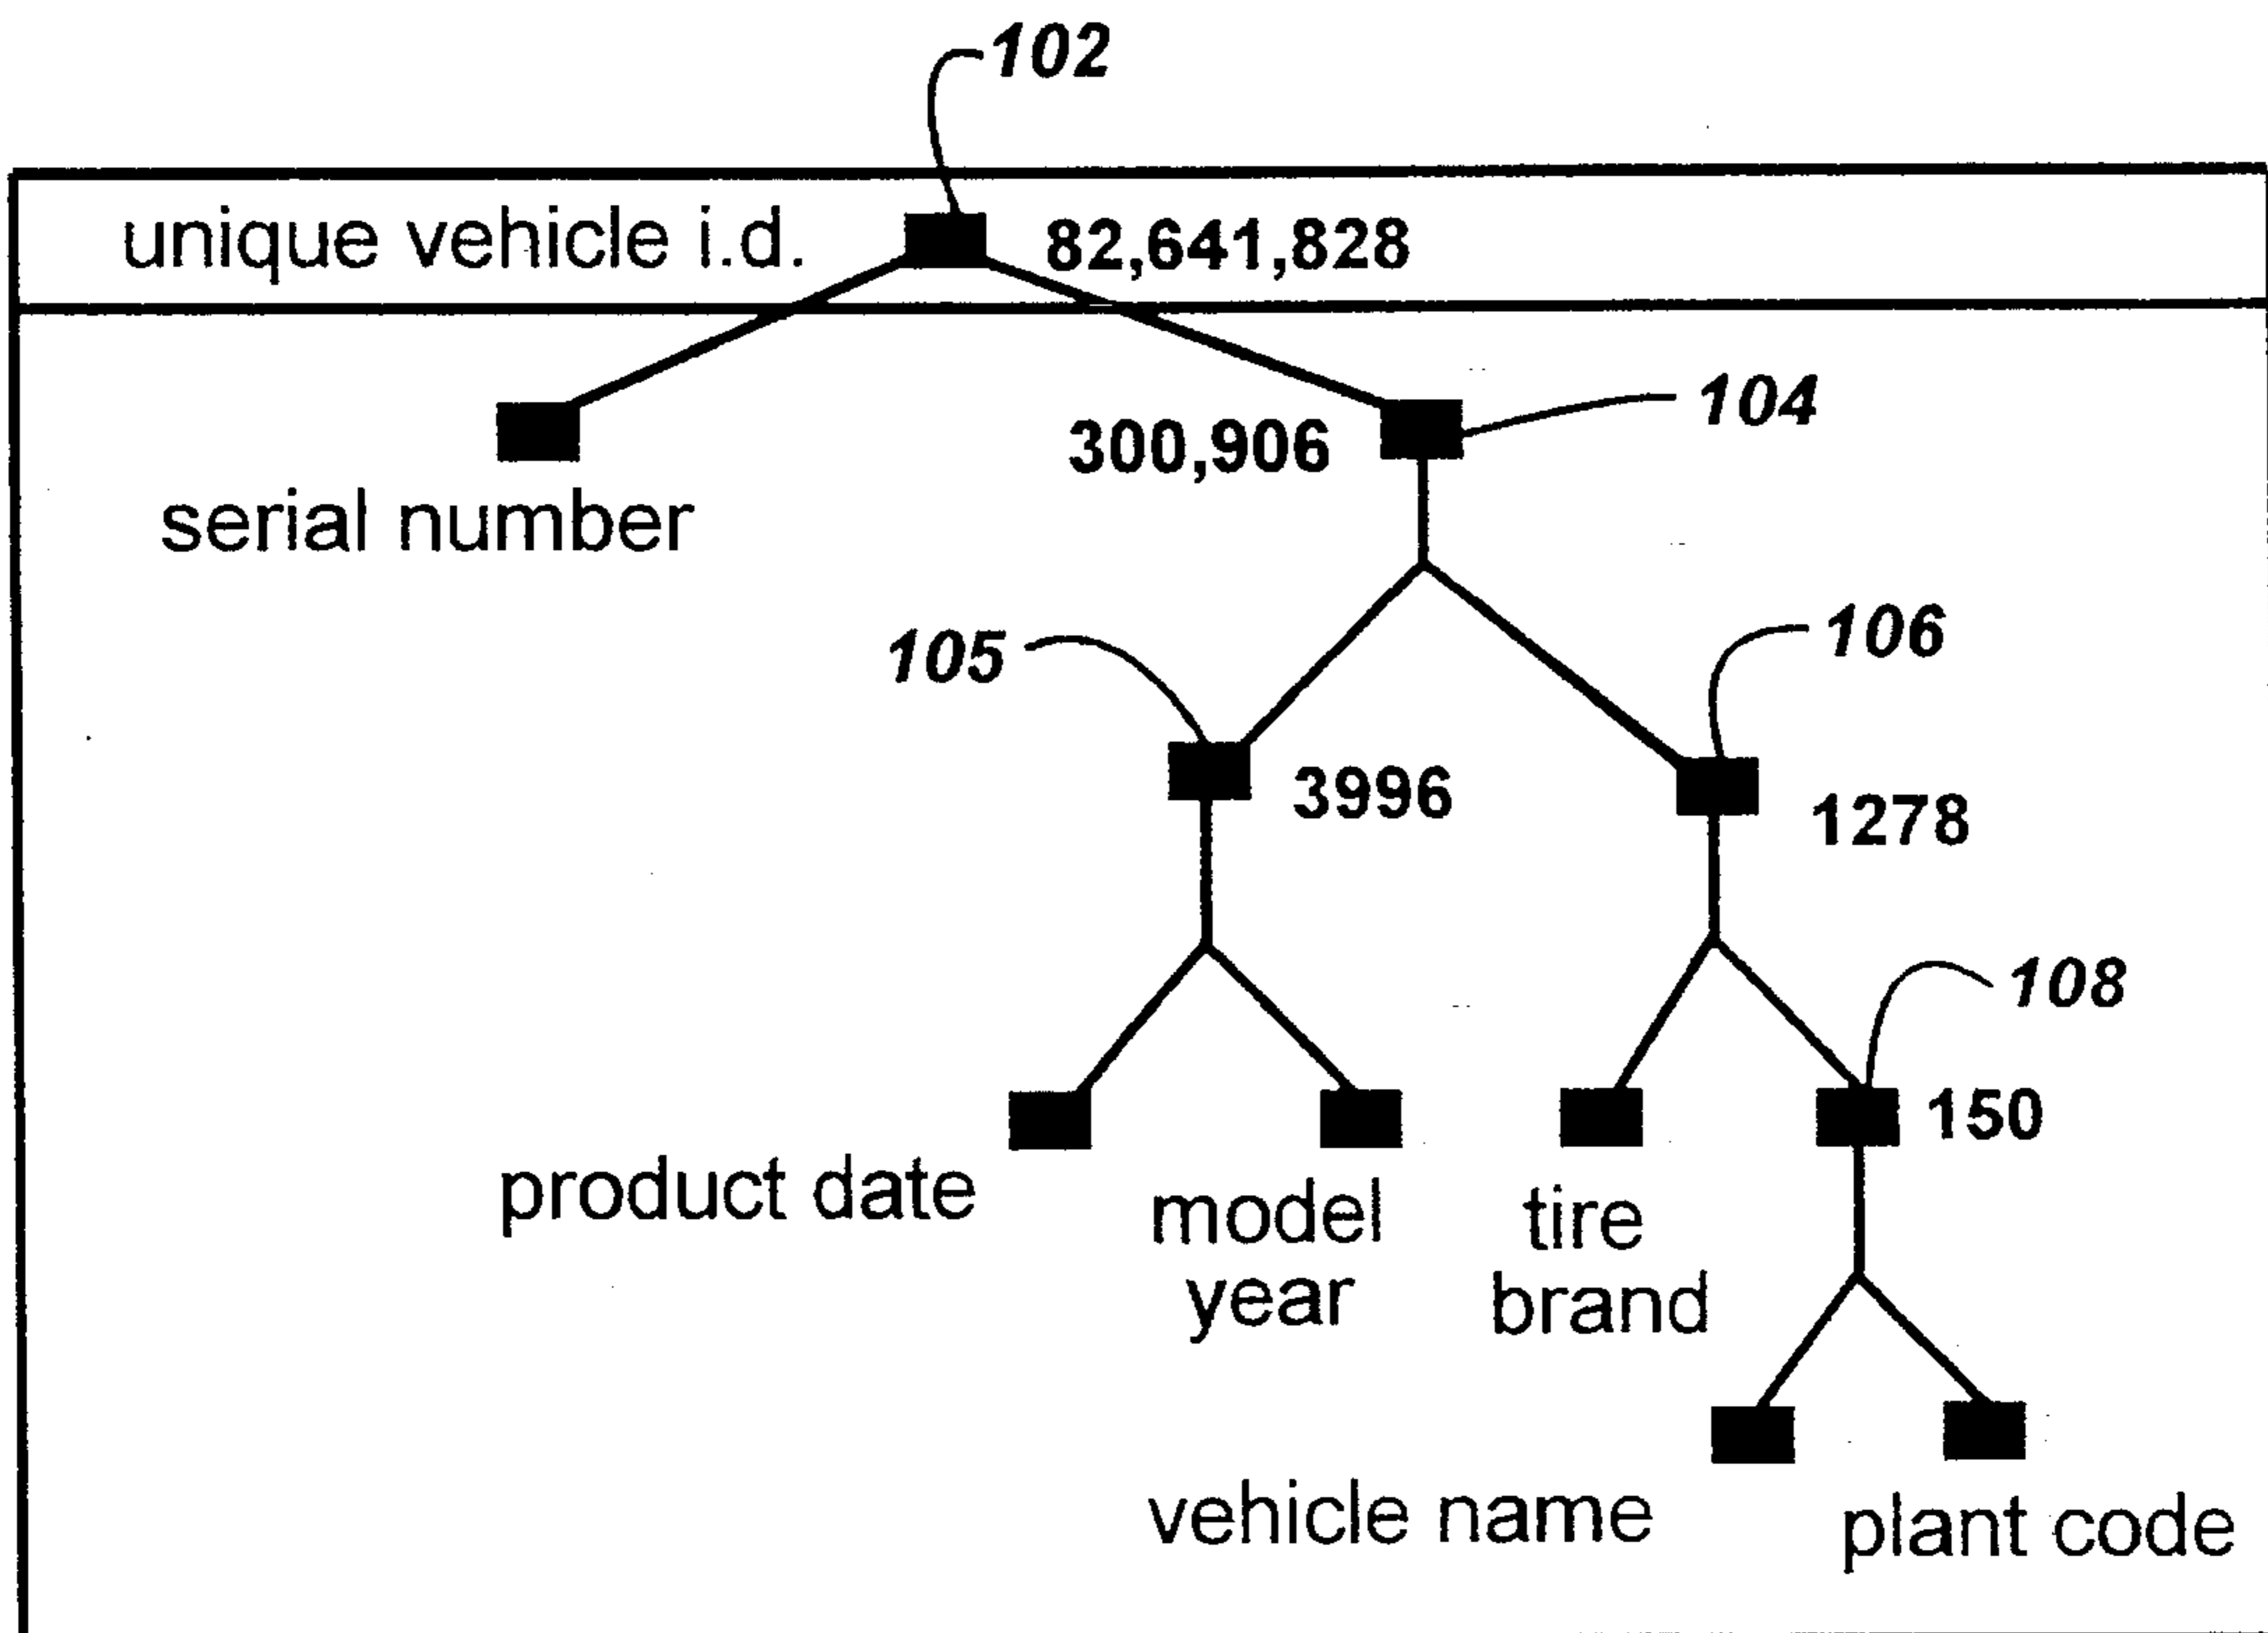 102
unique vehicle i.d. 82,641,828
300,906 104
serial number
105 106
3996 1278
108
150
product date
model
year
tire
brand
vehicle name
plant code